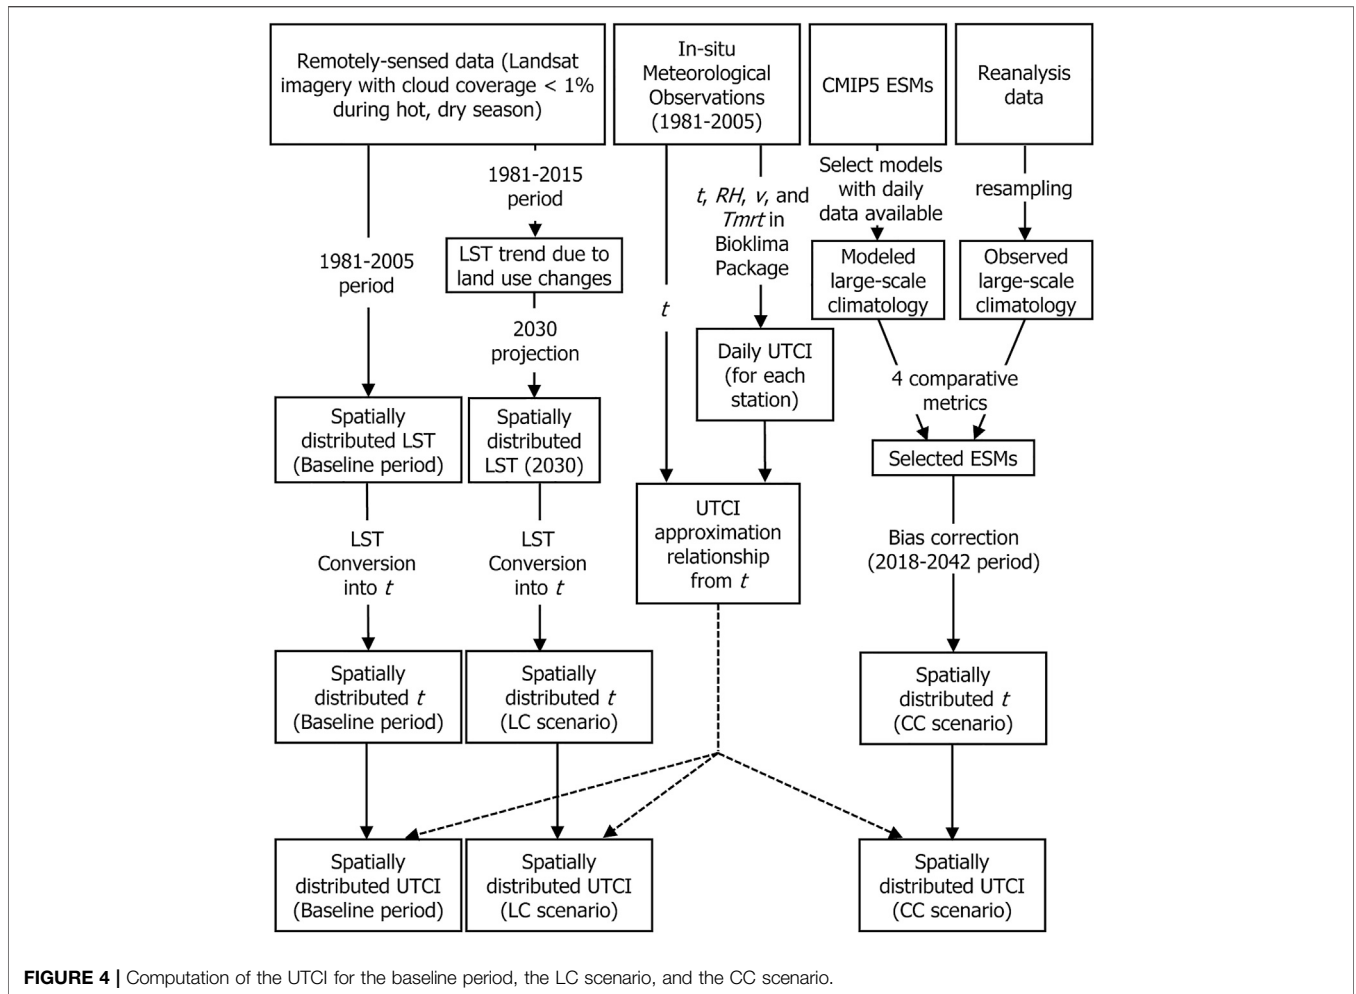 Remotely-sensed data (Landsat
imagery with cloud coverage < 1%
during hot, dry season)
In-situ
Meteorological
Observations
(1981-2005)
CMIP5 ESMs
Reanalysis
data
1981-2015
period
1981-2005
period
LST trend due to
land use changes
2030
projection
t
t, RH, v, and
Tmrt in
Bioklima
Package
Select models
with daily
data available
resampling
Modeled
large-scale
climatology
Observed
large-scale
climatology
Daily UTCI
(for each
station)
4 comparative
metrics
Spatially
distributed LST
(Baseline period)
Spatially
distributed
LST (2030)
Selected ESMs
UTCI
approximation
relationship
from t
LST
Conversion
into t
LST
Conversion
into t
Bias correction
(2018-2042 period)
Spatially
distributed t
(Baseline period)
Spatially
distributed t
(LC scenario)
Spatially
distributed t
(CC scenario)
Spatially
distributed UTCI
(Baseline period)
Spatially
distributed UTCI
(LC scenario)
Spatially
distributed UTCI
(CC scenario)
FIGURE 4 | Computation of the UTCI for the baseline period, the LC scenario, and the CC scenario.